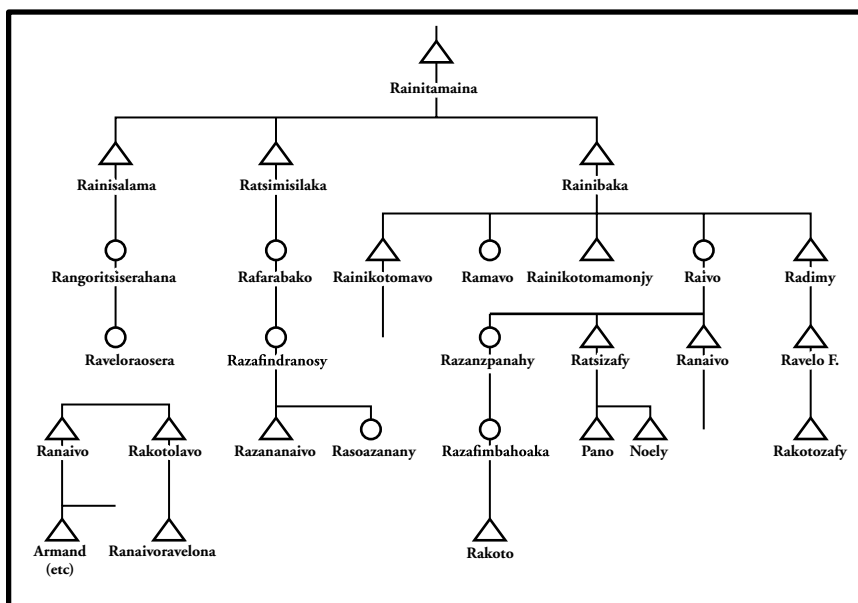 Rainitamaina
Rainisalama
Ratsimisilaka
Rainibaka
Rangoritsiserahana
Rafarabako
Rainikotomavo
Ramavo
Rainikotomamonjy
Raivo
Radimy
Raveloraosera
Razafindranosy
Razanzpanahy
Ratsizafy
Ranaivo
Ravelo F.
Ranaivo
Rakotolavo
Razananaivo
Rasoazanany
Razafimbahoaka
Pano
Noely
Rakotozafy
Armand
(etc)
Ranaivoravelona
Rakoto